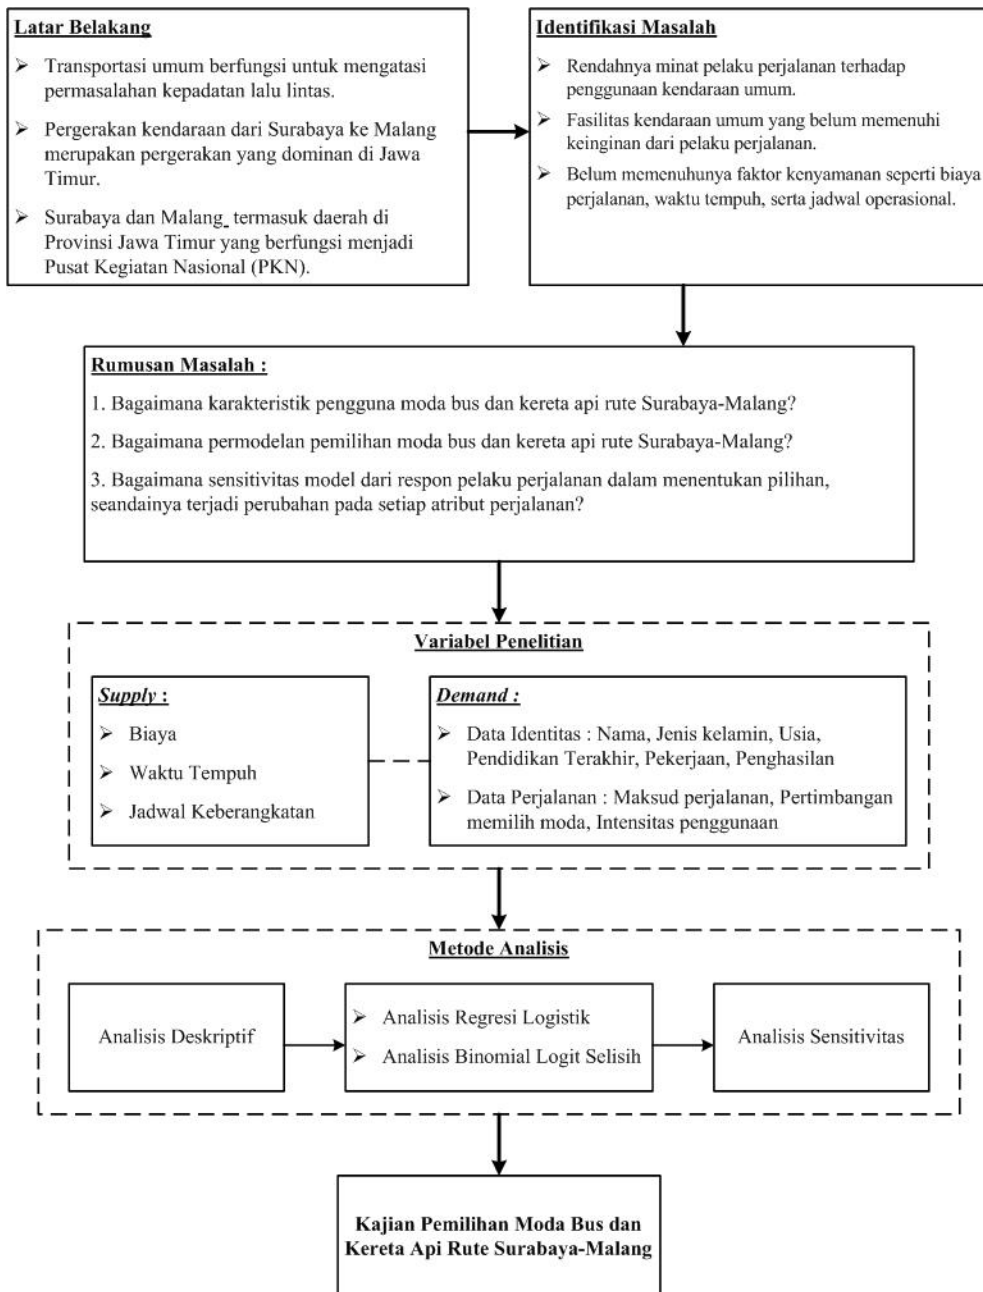 Latar Belakang
➢ Transportasi umum berfungsi untuk mengatasi
permasalahan kepadatan lalu lintas.
➢ Pergerakan kendaraan dari Surabaya ke Malang
merupakan pergerakan yang dominan di Jawa
Timur.
➢ Surabaya dan Malang termasuk daerah di
Provinsi Jawa Timur yang berfungsi menjadi
Pusat Kegiatan Nasional (PKN).
Identifikasi Masalah
➢ Rendahnya minat pelaku perjalanan terhadap
penggunaan kendaraan umum.
➢ Fasilitas kendaraan umum yang belum memenuhi
keinginan dari pelaku perjalanan.
➢ Belum memenuhunya faktor kenyamanan seperti biaya
perjalanan, waktu tempuh, serta jadwal operasional.
Rumusan Masalah :
1. Bagaimana karakteristik pengguna moda bus dan kereta api rute Surabaya-Malang?
2. Bagaimana permodelan pemilihan moda bus dan kereta api rute Surabaya-Malang?
3. Bagaimana sensitivitas model dari respon pelaku perjalanan dalam menentukan pilihan,
seandainya terjadi perubahan pada setiap atribut perjalanan?
Variabel Penelitian
Supply :
➢ Biaya
➢ Waktu Tempuh
➢ Jadwal Keberangkatan
Demand :
➢ Data Identitas : Nama, Jenis kelamin, Usia,
Pendidikan Terakhir, Pekerjaan, Penghasilan
➢ Data Perjalanan : Maksud perjalanan, Pertimbangan
memilih moda, Intensitas penggunaan
Metode Analisis
Analisis Deskriptif
➢ Analisis Regresi Logistik
➢ Analisis Binomial Logit Selisih
Analisis Sensitivitas
Kajian Pemilihan Moda Bus dan
Kereta Api Rute Surabaya-Malang